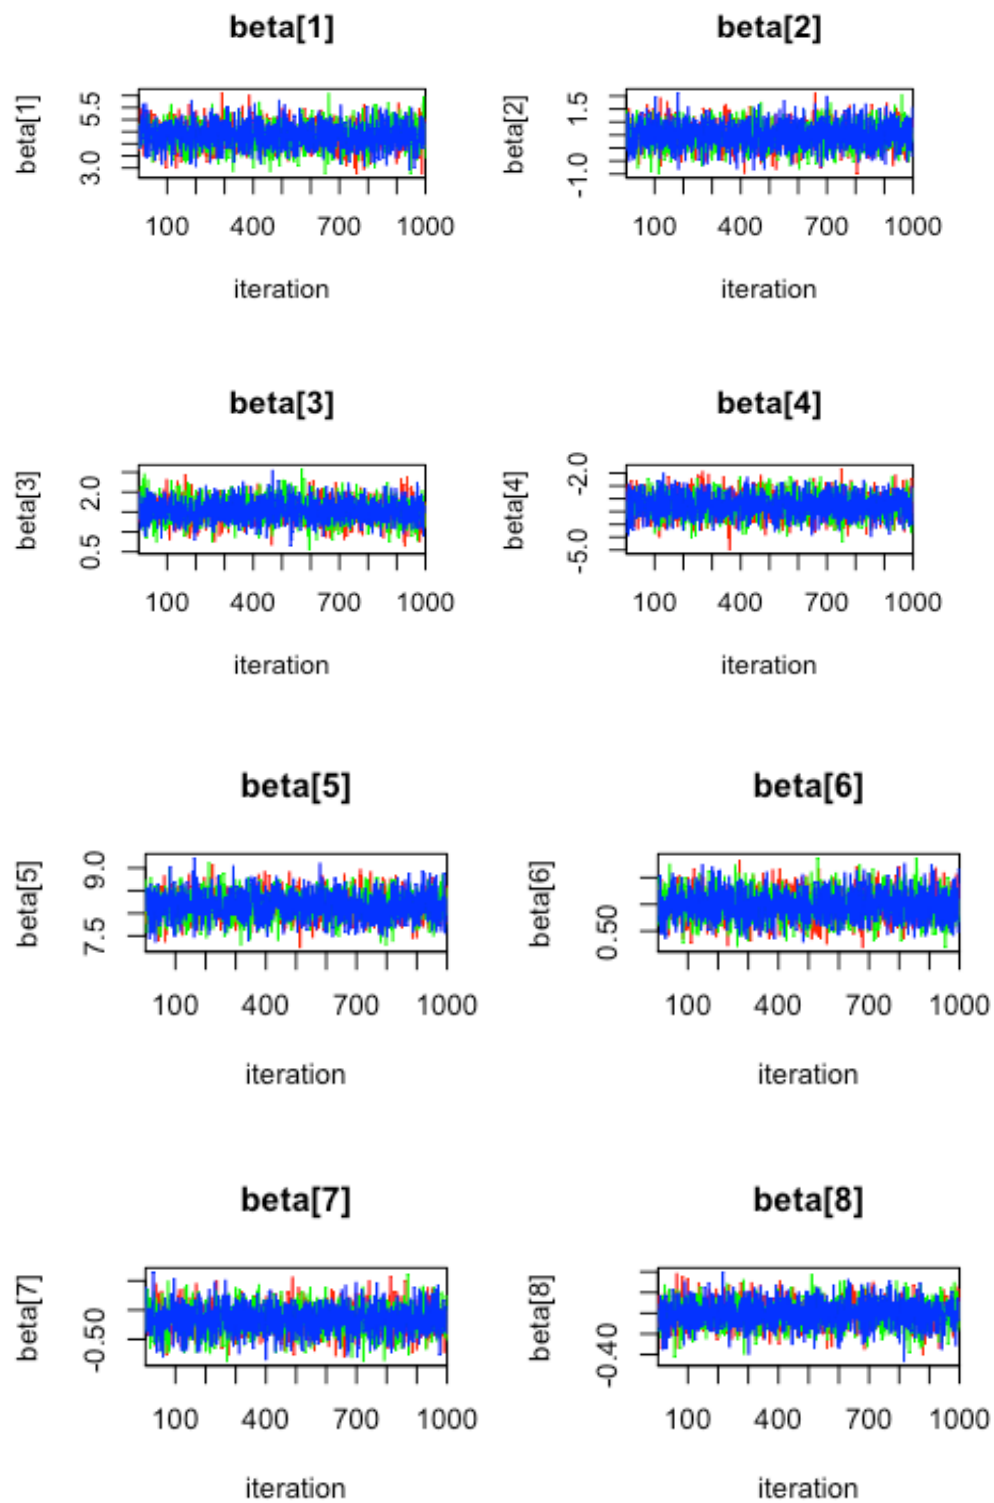 beta[1] beta[2]
beta[1] 3.0 5.5 beta[2] -1.0 1.5
100 400 700 1000 100 400 700 1000
iteration iteration
beta[3] beta[4]
beta[3] 0.5 2.0 beta[4] -5.0 -2.0
100 400 700 1000 100 400 700 1000
iteration iteration
beta[5] beta[6]
beta[5] 7.5 9.0 beta[6] 0.50
100 400 700 1000 100 400 700 1000
iteration iteration
beta[7] beta[8]
beta[7] -0.50 beta[8] -0.40
100 400 700 1000 100 400 700 1000
iteration iteration